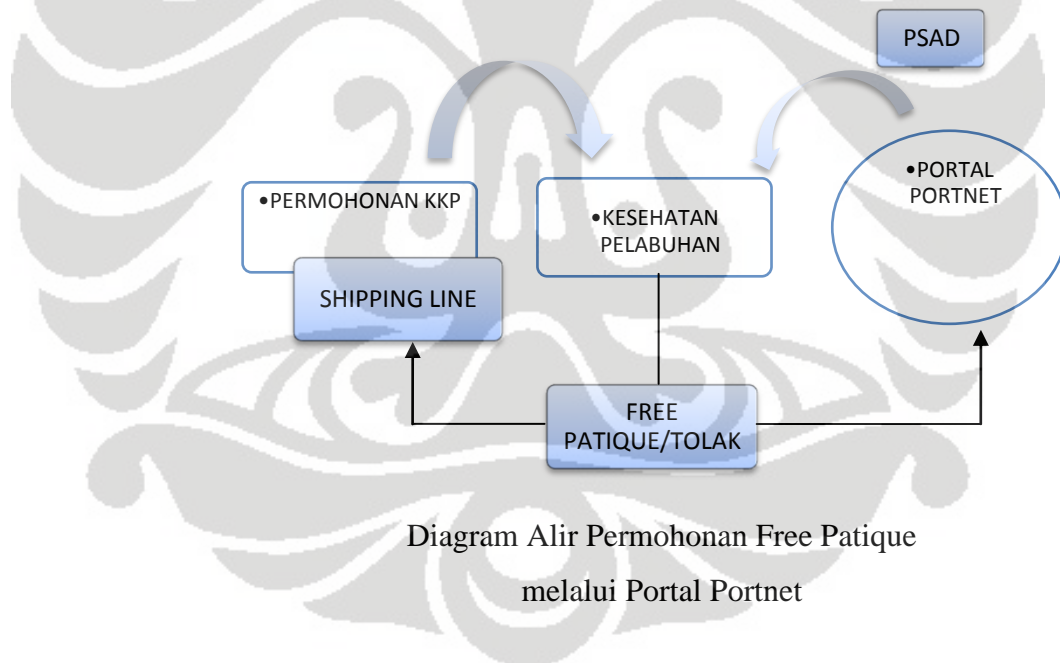 PSAD
•PERMOHONAN KKP
SHIPPING LINE
•KESEHATAN
PELABUHAN
•PORTAL
PORTNET
FREE
PATIQUE/TOLAK
Diagram Alir Permohonan Free Patique
melalui Portal Portnet